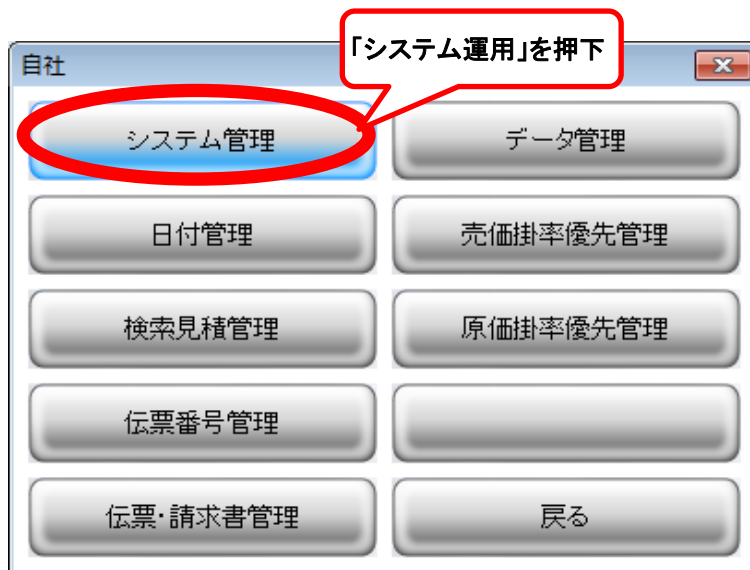 「システム運用」を押下
自社
システム管理
データ管理
日付管理
売価掛率優先管理
検索見積管理
原価掛率優先管理
伝票番号管理
伝票・請求書管理
戻る